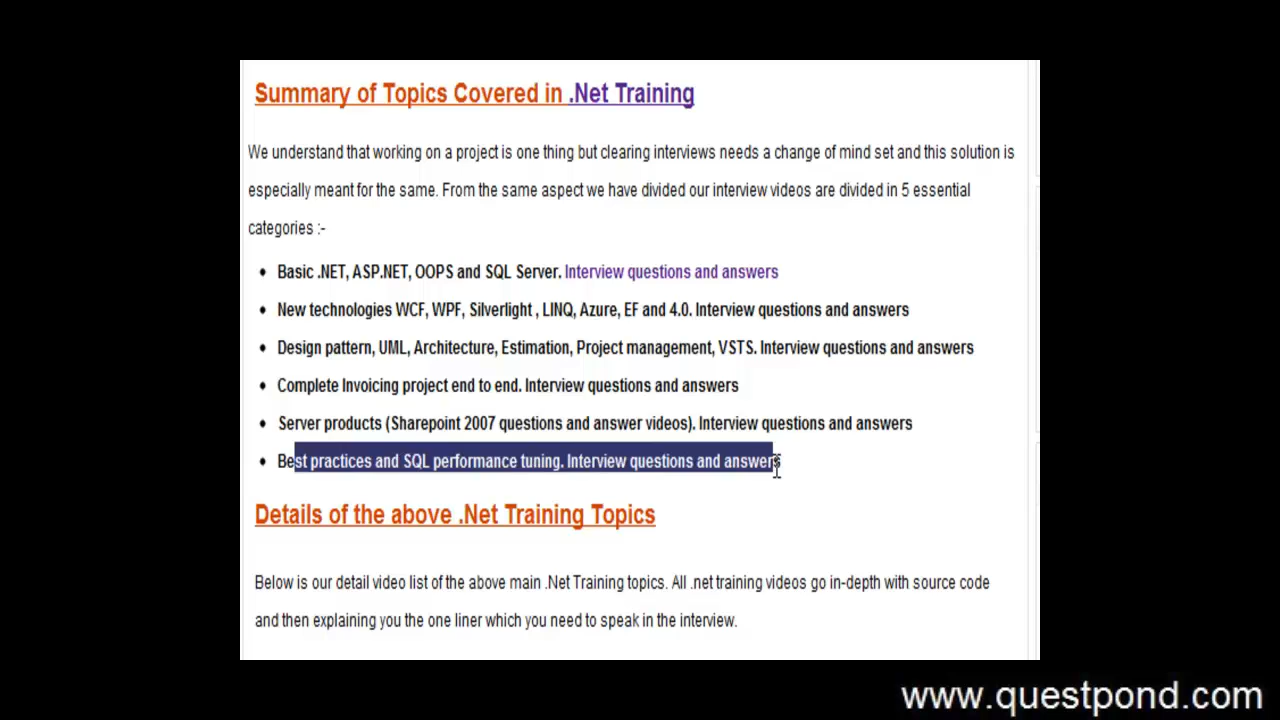 Summary of Topics Covered in .Net Training
We understand that working on a project is one thing but clearing interviews needs a change of mind set and this solution is
especially meant for the same. From the same aspect we have divided our interview videos are divided in 5 essential
categories :-
• Basic .NET, ASP.NET, OOPS and SQL Server. Interview questions and answers
• New technologies WCF, WPF, Silverlight , LINQ, Azure, EF and 4.0. Interview questions and answers
• Design pattern, UML, Architecture, Estimation, Project management, VSTS. Interview questions and answers
• Complete Invoicing project end to end. Interview questions and answers
• Server products (Sharepoint 2007 questions and answer videos). Interview questions and answers
• Best practices and SQL performance tuning. Interview questions and answers
Details of the above .Net Training Topics
Below is our detail video list of the above main .Net Training topics. All .net training videos go in-depth with source code
and then explaining you the one liner which you need to speak in the interview.
www.questpond.com